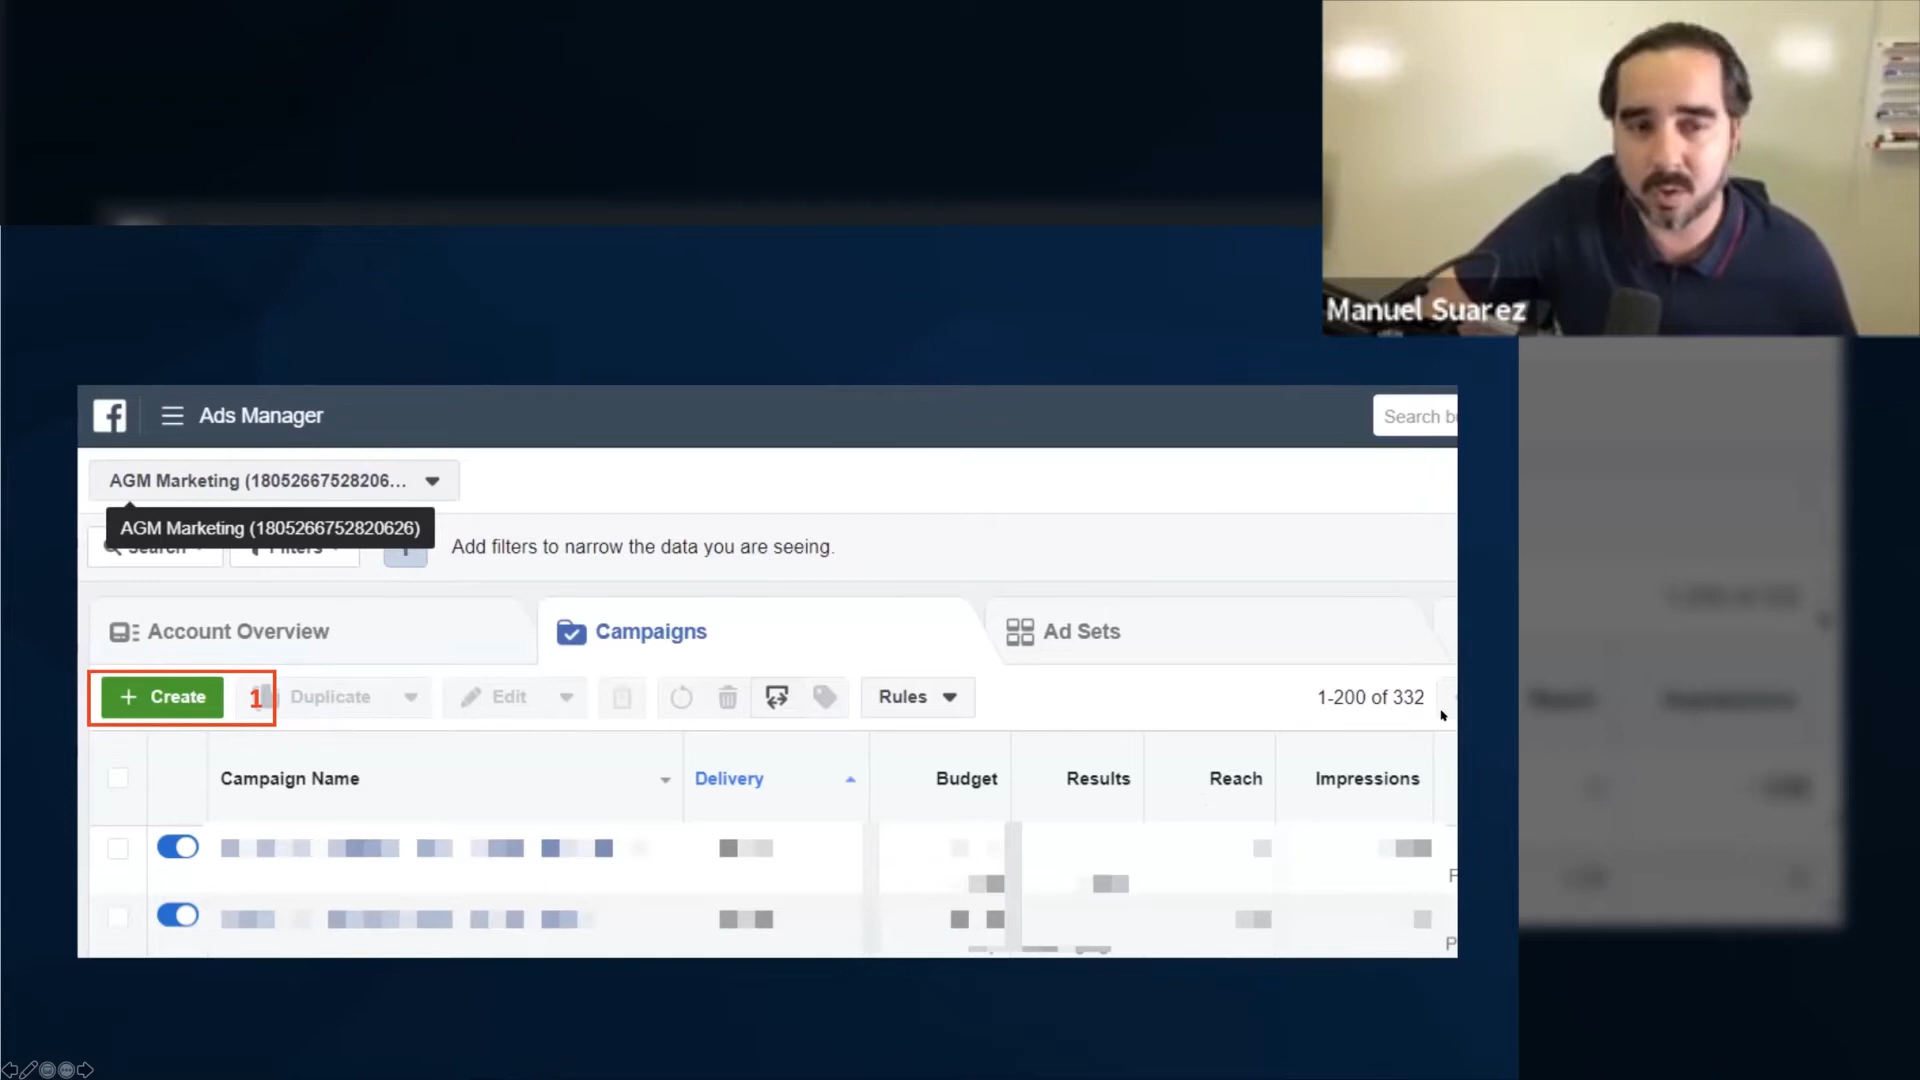 Manuel Suarez
Ads Manager
Search b
AGM Marketing (18052667528206...
AGM Marketing (1805266752820626)
Search
Filters
Add filters to narrow the data you are seeing.
Account Overview
Campaigns
Ad Sets
+ Create
1
Duplicate
Edit
Rules
1-200 of 332
Campaign Name
Delivery
Budget
Results
Reach
Impressions
P